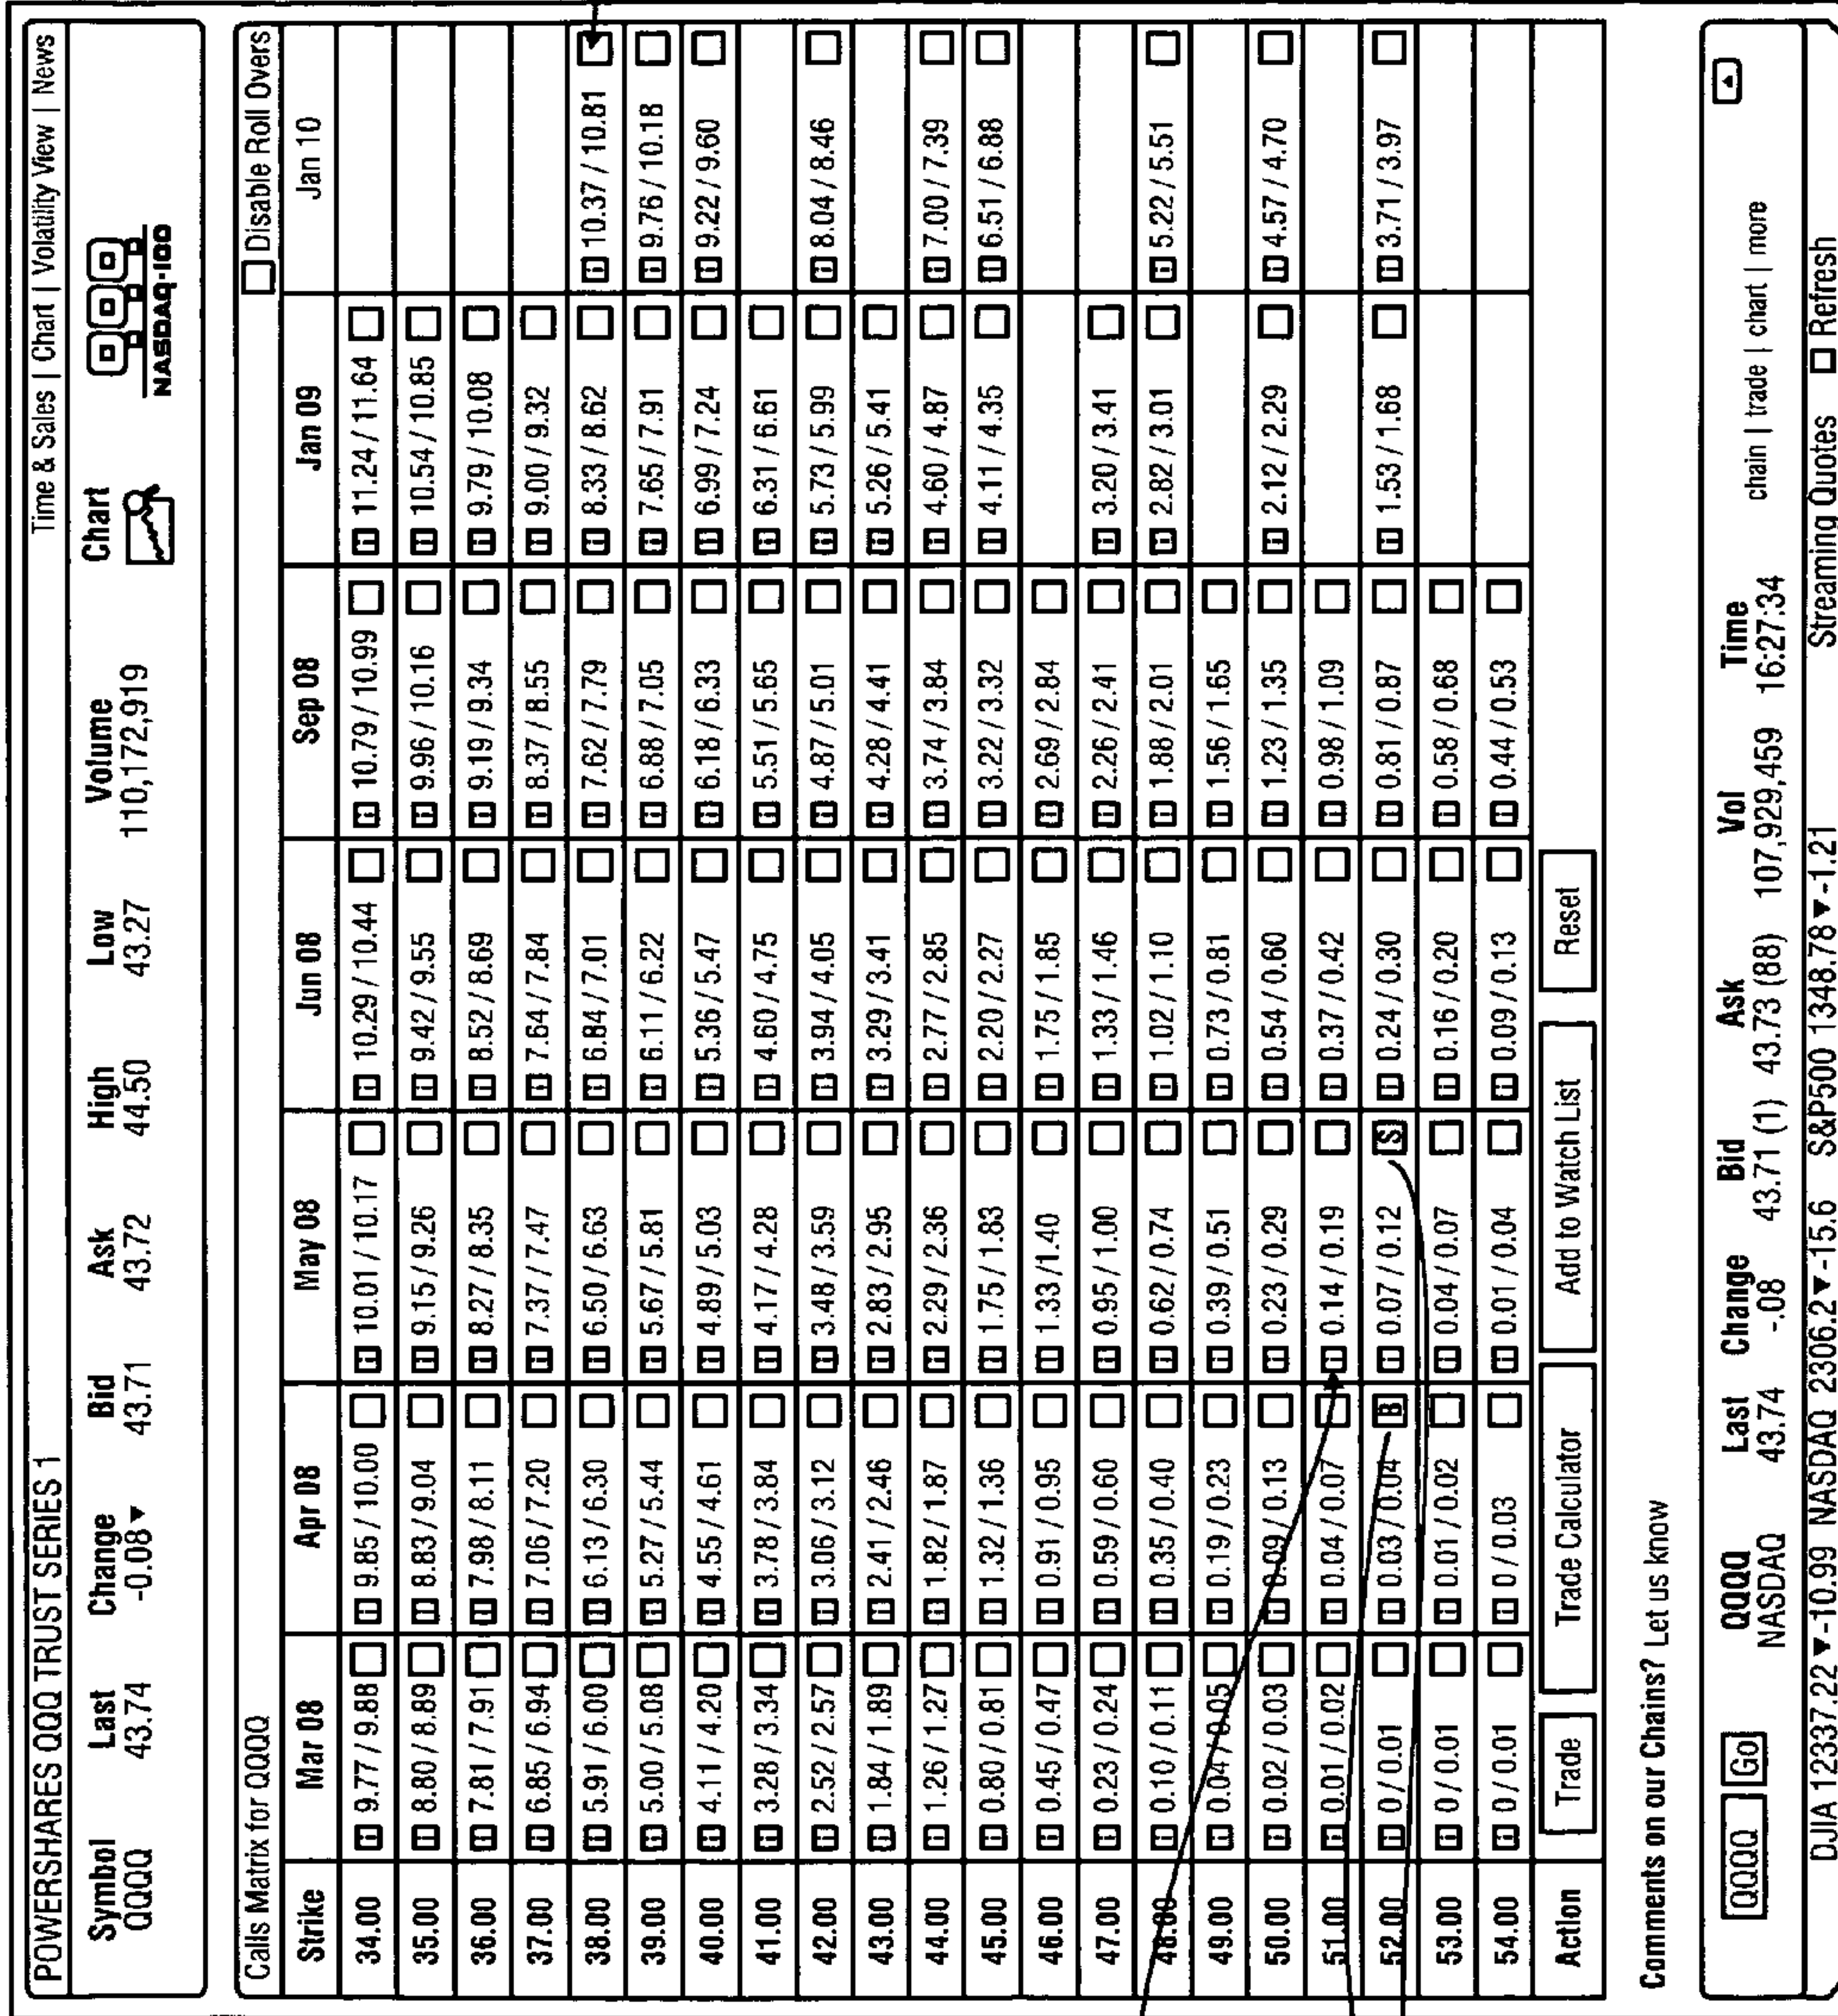 POWERSHARES QQQ TRUST SERIES 1 Time & Sales | Chart | Volatility View | News
Symbol Last Change Bid Ask High Low Volume Chart
QQQQ 43.74 -0.08▼ 43.71 43.72 44.50 43.27 110,172,919
NASDAQ-100
Calls Matrix for QQQQ Disable Roll Overs
Strike Mar 08 Apr 08 May 08 Jun 08 Sep 08 Jan 09 Jan 10
34.00 9.77 / 9.88 9.85 / 10.00 10.01 / 10.17 10.29 / 10.44 10.79 / 10.99 11.24 / 11.64
35.00 8.80 / 8.89 8.83 / 9.04 9.15 / 9.26 9.42 / 9.55 9.96 / 10.16 10.54 / 10.85
36.00 7.81 / 7.91 7.98 / 8.11 8.27 / 8.35 8.52 / 8.69 9.19 / 9.34 9.79 / 10.08
37.00 6.85 / 6.94 7.06 / 7.20 7.37 / 7.47 7.64 / 7.84 8.37 / 8.55 9.00 / 9.32
38.00 5.91 / 6.00 6.13 / 6.30 6.50 / 6.63 6.84 / 7.01 7.62 / 7.79 8.33 / 8.62 10.37 / 10.81
39.00 5.00 / 5.08 5.27 / 5.44 5.67 / 5.81 6.11 / 6.22 6.88 / 7.05 7.65 / 7.91 9.76 / 10.18
40.00 4.11 / 4.20 4.55 / 4.61 4.89 / 5.03 5.36 / 5.47 6.18 / 6.33 6.99 / 7.24 9.22 / 9.60
41.00 3.28 / 3.34 3.78 / 3.84 4.17 / 4.28 4.60 / 4.75 5.51 / 5.65 6.31 / 6.61
42.00 2.52 / 2.57 3.06 / 3.12 3.48 / 3.59 3.94 / 4.05 4.87 / 5.01 5.73 / 5.99 8.04 / 8.46
43.00 1.84 / 1.89 2.41 / 2.46 2.83 / 2.95 3.29 / 3.41 4.28 / 4.41 5.26 / 5.41
44.00 1.26 / 1.27 1.82 / 1.87 2.29 / 2.36 2.77 / 2.85 3.74 / 3.84 4.60 / 4.87 7.00 / 7.39
45.00 0.80 / 0.81 1.32 / 1.36 1.75 / 1.83 2.20 / 2.27 3.22 / 3.32 4.11 / 4.35 6.51 / 6.88
46.00 0.45 / 0.47 0.91 / 0.95 1.33 / 1.40 1.75 / 1.85 2.69 / 2.84
47.00 0.23 / 0.24 0.59 / 0.60 0.95 / 1.00 1.33 / 1.46 2.26 / 2.41 3.20 / 3.41
48.00 0.10 / 0.11 0.35 / 0.40 0.62 / 0.74 1.02 / 1.10 1.88 / 2.01 2.82 / 3.01 5.22 / 5.51
49.00 0.04 / 0.05 0.19 / 0.23 0.39 / 0.51 0.73 / 0.81 1.56 / 1.65
50.00 0.02 / 0.03 0.09 / 0.13 0.23 / 0.29 0.54 / 0.60 1.23 / 1.35 2.12 / 2.29 4.57 / 4.70
51.00 0.01 / 0.02 0.04 / 0.07 0.14 / 0.19 0.37 / 0.42 0.98 / 1.09
52.00 0 / 0.01 0.03 / 0.04 B 0.07 / 0.12 S 0.24 / 0.30 0.81 / 0.87 1.53 / 1.68 3.71 / 3.97
53.00 0 / 0.01 0.01 / 0.02 0.04 / 0.07 0.16 / 0.20 0.58 / 0.68
54.00 0 / 0.01 0 / 0.03 0.01 / 0.04 0.09 / 0.13 0.44 / 0.53
Action Trade Trade Calculator Add to Watch List Reset
Comments on our Chains? Let us know
QQQQ Go QQQQ Last Change Bid Ask Vol Time
NASDAQ 43.74 -.08 43.71 (1) 43.73 (88) 107,929,459 16:27:34 chain | trade | chart | more
DJIA 12337.22 ▼-10.99 NASDAQ 2306.2▼-15.6 S&P500 1348.78▼-1.21 Streaming Quotes Refresh